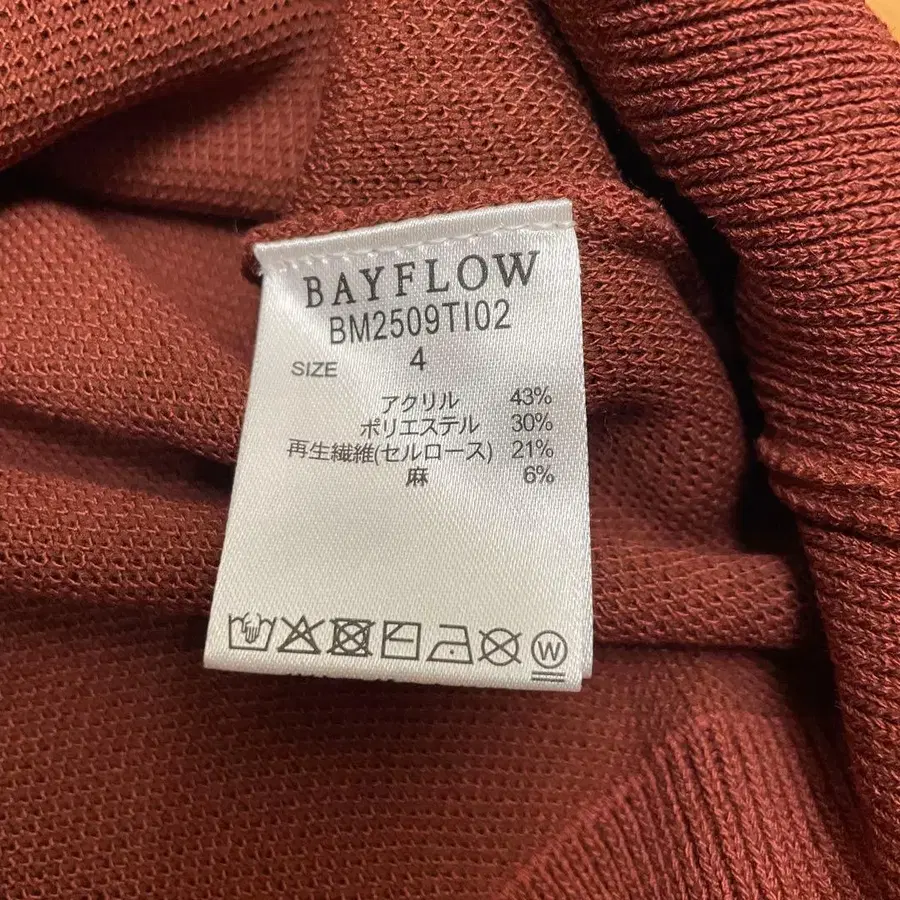 BAYFLOW
BM2509TI02
SIZE 4
アクリル 43%
ポリエステル 30%
再生繊維(セルロース) 21%
麻 6%
W